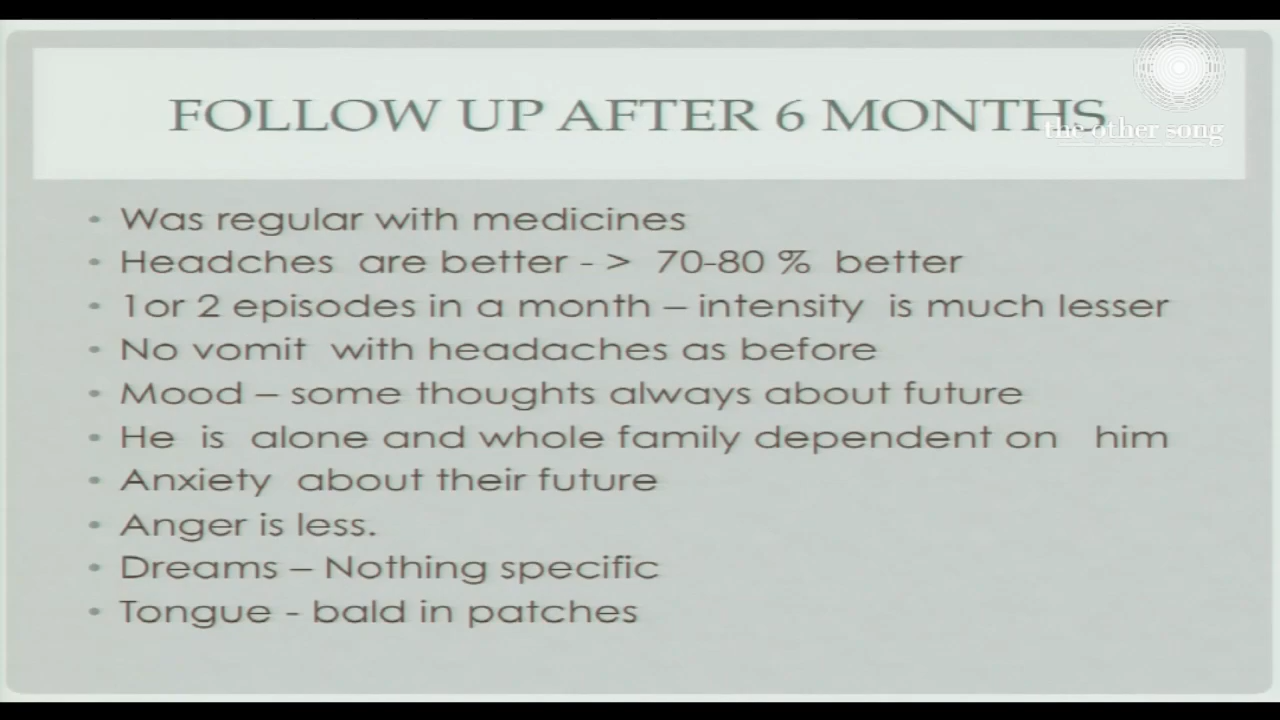 FOLLOW UP AFTER 6 MONTHS
the other song
• Was regular with medicines
• Headches are better - > 70-80 % better
• 1or 2 episodes in a month – intensity is much lesser
• No vomit with headaches as before
• Mood – some thoughts always about future
• He is alone and whole family dependent on him
• Anxiety about their future
• Anger is less.
• Dreams – Nothing specific
• Tongue - bald in patches